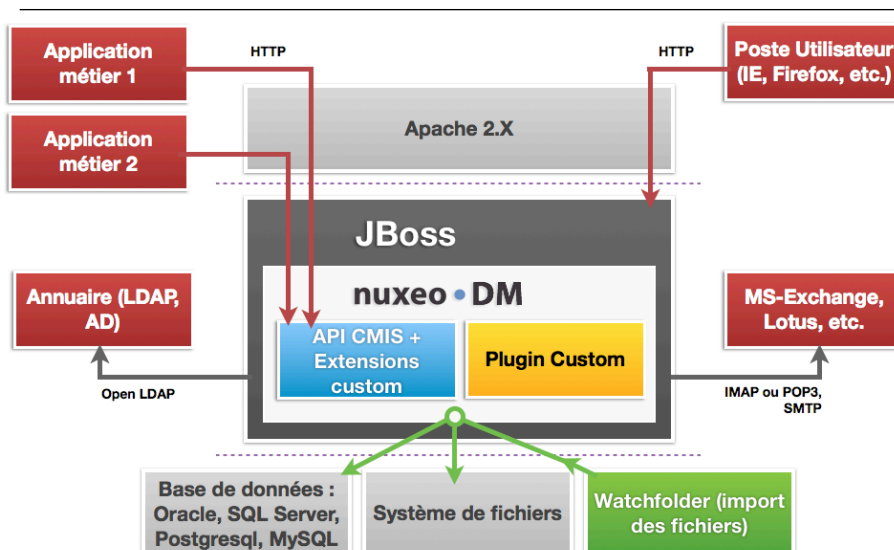 Application
métier 1
HTTP
HTTP
Poste Utilisateur
(IE, Firefox, etc.)
Apache 2.X
Application
métier 2
JBoss
nuxeo • DM
Annuaire (LDAP,
AD)
MS-Exchange,
Lotus, etc.
API CMIS +
Extensions
custom
Plugin Custom
Open LDAP
IMAP ou POP3,
SMTP
Base de données :
Oracle, SQL Server,
Postgresql, MySQL
Système de fichiers
Watchfolder (import
des fichiers)